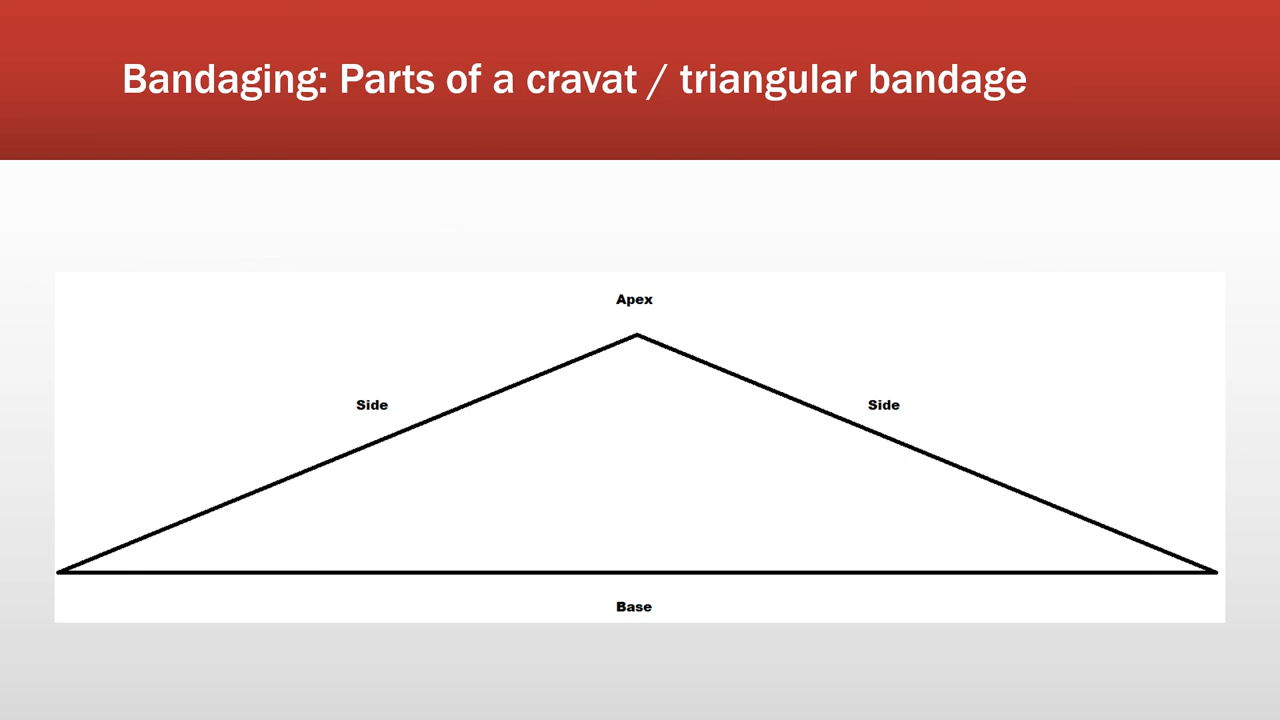 Bandaging: Parts of a cravat / triangular bandage
Apex
Side
Side
Base